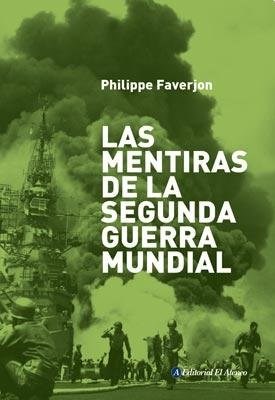 Philippe Faverjon
LAS
MENTIRAS
DE LA
SEGUNDA
GUERRA
MUNDIAL
A Editorial El Ateneo